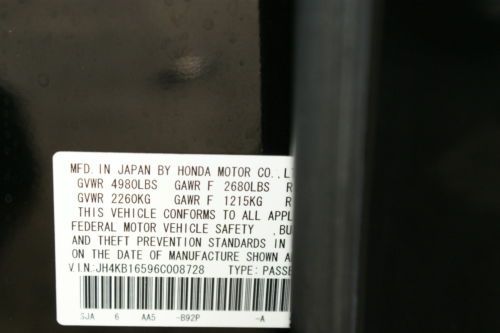 MFD. IN JAPAN BY HONDA MOTOR CO., L
GVWR 4980LBS GAWR F 2680LBS R
GVWR 2260KG GAWR F 1215KG R
THIS VEHICLE CONFORMS TO ALL APPL
FEDERAL MOTOR VEHICLE SAFETY ,BU
AND THEFT PREVENTION STANDARDS IN
ON THE DATE OF MANUFACTURE SHOWN A
V.I.N.:JH4KB16596C008728 TYPE: PASSE
SJA 6 AA5 -B92P -A